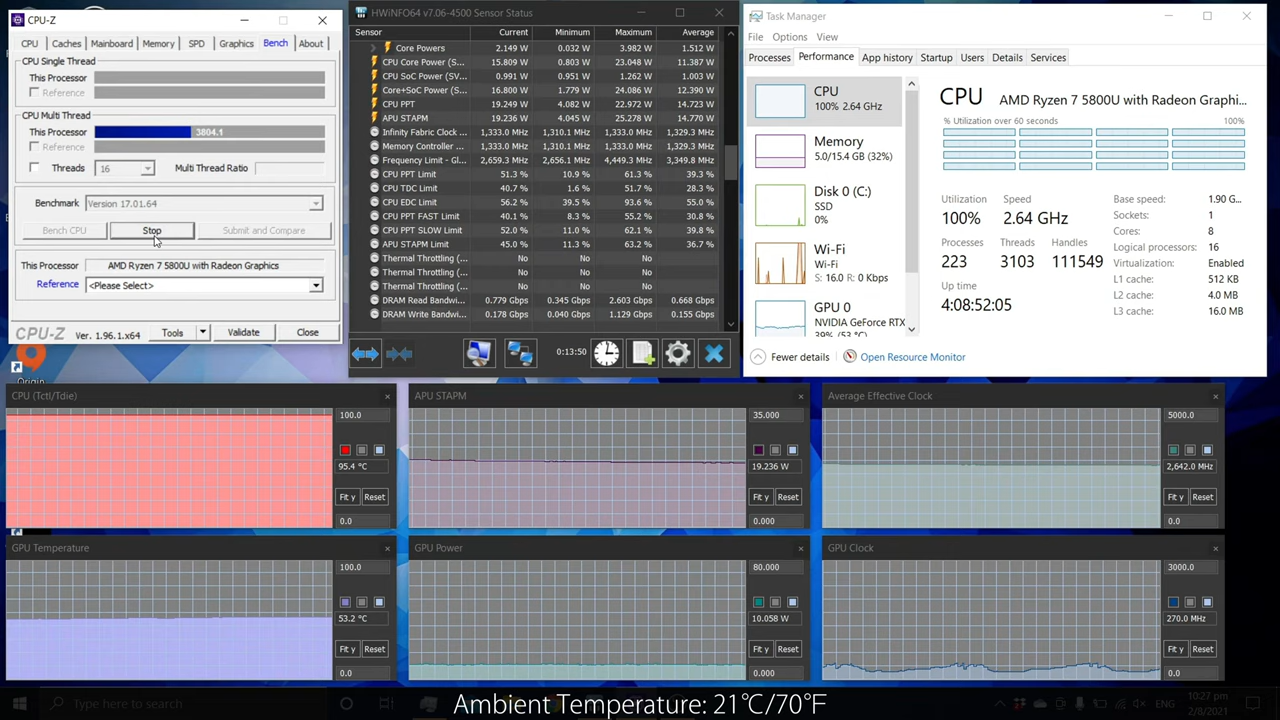 CPU-Z
CPU Caches Mainboard Memory SPD Graphics Bench About
CPU Single Thread
This Processor
Reference
CPU Multi Thread
This Processor 3804.1
Reference
Threads 16 Multi Thread Ratio
Benchmark Version 17.01.64
Bench CPU Stop Submit and Compare
This Processor AMD Ryzen 7 5800U with Radeon Graphics
Reference <Please Select>
CPU-Z Ver. 1.96.1.x64 Tools Validate Close
Origin
HWiNFO64 v7.06-4500 Sensor Status
Sensor Current Minimum Maximum Average
Core Powers 2.149 W 0.032 W 3.982 W 1.512 W
CPU Core Power (S... 15.809 W 0.803 W 23.048 W 11.387 W
CPU SoC Power (SV... 0.991 W 0.951 W 1.262 W 1.003 W
Core+SoC Power (... 16.800 W 1.779 W 24.086 W 12.390 W
CPU PPT 19.249 W 4.082 W 22.972 W 14.723 W
APU STAPM 19.236 W 4.045 W 25.278 W 14.770 W
Infinity Fabric Clock ... 1,333.0 MHz 1,310.1 MHz 1,333.0 MHz 1,329.3 MHz
Memory Controller ... 1,333.0 MHz 1,310.1 MHz 1,333.0 MHz 1,329.3 MHz
Frequency Limit - Gl... 2,659.3 MHz 2,656.1 MHz 4,449.3 MHz 3,349.8 MHz
CPU PPT Limit 51.3 % 10.9 % 61.3 % 39.3 %
CPU TDC Limit 40.7 % 1.6 % 51.7 % 28.3 %
CPU EDC Limit 56.2 % 39.5 % 93.6 % 55.0 %
CPU PPT FAST Limit 40.1 % 8.3 % 55.2 % 30.8 %
CPU PPT SLOW Limit 52.0 % 11.0 % 62.1 % 39.8 %
APU STAPM Limit 45.0 % 11.3 % 63.2 % 36.7 %
Thermal Throttling (... No No No
Thermal Throttling (... No No No
Thermal Throttling (... No No No
DRAM Read Bandwi... 0.779 Gbps 0.345 Gbps 2.603 Gbps 0.668 Gbps
DRAM Write Bandwi... 0.178 Gbps 0.040 Gbps 1.129 Gbps 0.155 Gbps
0:13:50
Task Manager
File Options View
Processes Performance App history Startup Users Details Services
CPU
100% 2.64 GHz
Memory
5.0/15.4 GB (32%)
Disk 0 (C:)
SSD
0%
Wi-Fi
Wi-Fi
S: 16.0 R: 0 Kbps
GPU 0
NVIDIA GeForce RTX
39% (53 °C)
CPU AMD Ryzen 7 5800U with Radeon Graphi...
% Utilization over 60 seconds 100%
Utilization Speed
100% 2.64 GHz
Processes Threads Handles
223 3103 111549
Up time
4:08:52:05
Base speed: 1.90 G...
Sockets: 1
Cores: 8
Logical processors: 16
Virtualization: Enabled
L1 cache: 512 KB
L2 cache: 4.0 MB
L3 cache: 16.0 MB
Fewer details Open Resource Monitor
CPU (Tctl/Tdie)
100.0
95.4 °C
Fit y Reset
0.0
APU STAPM
35.000
19.236 W
Fit y Reset
0.000
Average Effective Clock
5000.0
2,642.0 MHz
Fit y Reset
0.0
GPU Temperature
100.0
53.2 °C
Fit y Reset
0.0
GPU Power
80.000
10.058 W
Fit y Reset
0.000
GPU Clock
3000.0
270.0 MHz
Fit y Reset
0.0
Type here to search
Ambient Temperature: 21°C/70°F
ENG
10:27 pm
2/8/2021